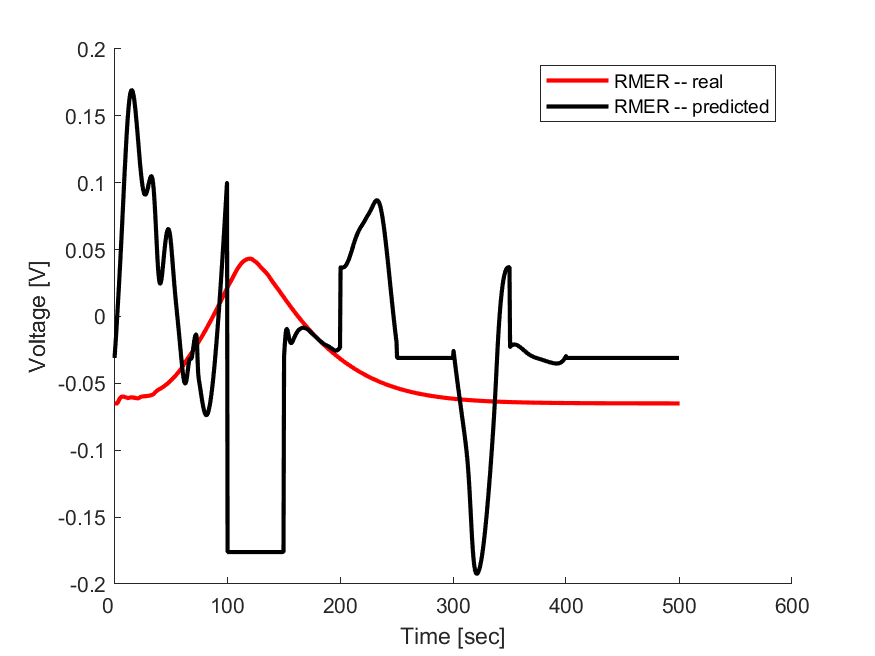 0.2
0.15
0.1
0.05
0
-0.05
-0.1
-0.15
-0.2
Voltage [V]
RMER -- real
RMER -- predicted
0 100 200 300 400 500 600
Time [sec]